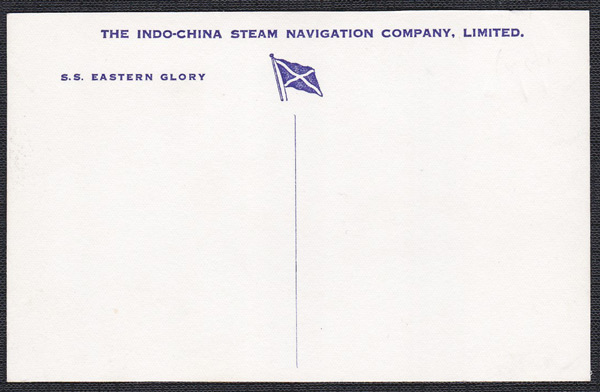 THE INDO-CHINA STEAM NAVIGATION COMPANY, LIMITED.
S.S. EASTERN GLORY